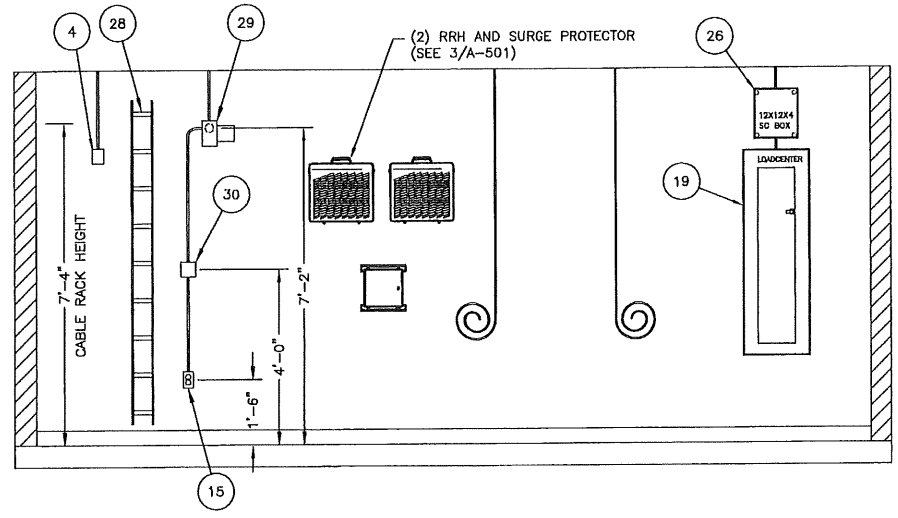 4
28
29
(2) RRH AND SURGE PROTECTOR
(SEE 3/A-501)
26
12X12X4
SC BOX
LOADCENTER
19
30
7'-4"
CABLE RACK HEIGHT
7'-2"
4'-0"
1'-6"
15